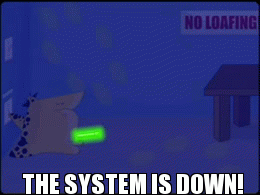 NO LOAFING
THE SYSTEM IS DOWN!